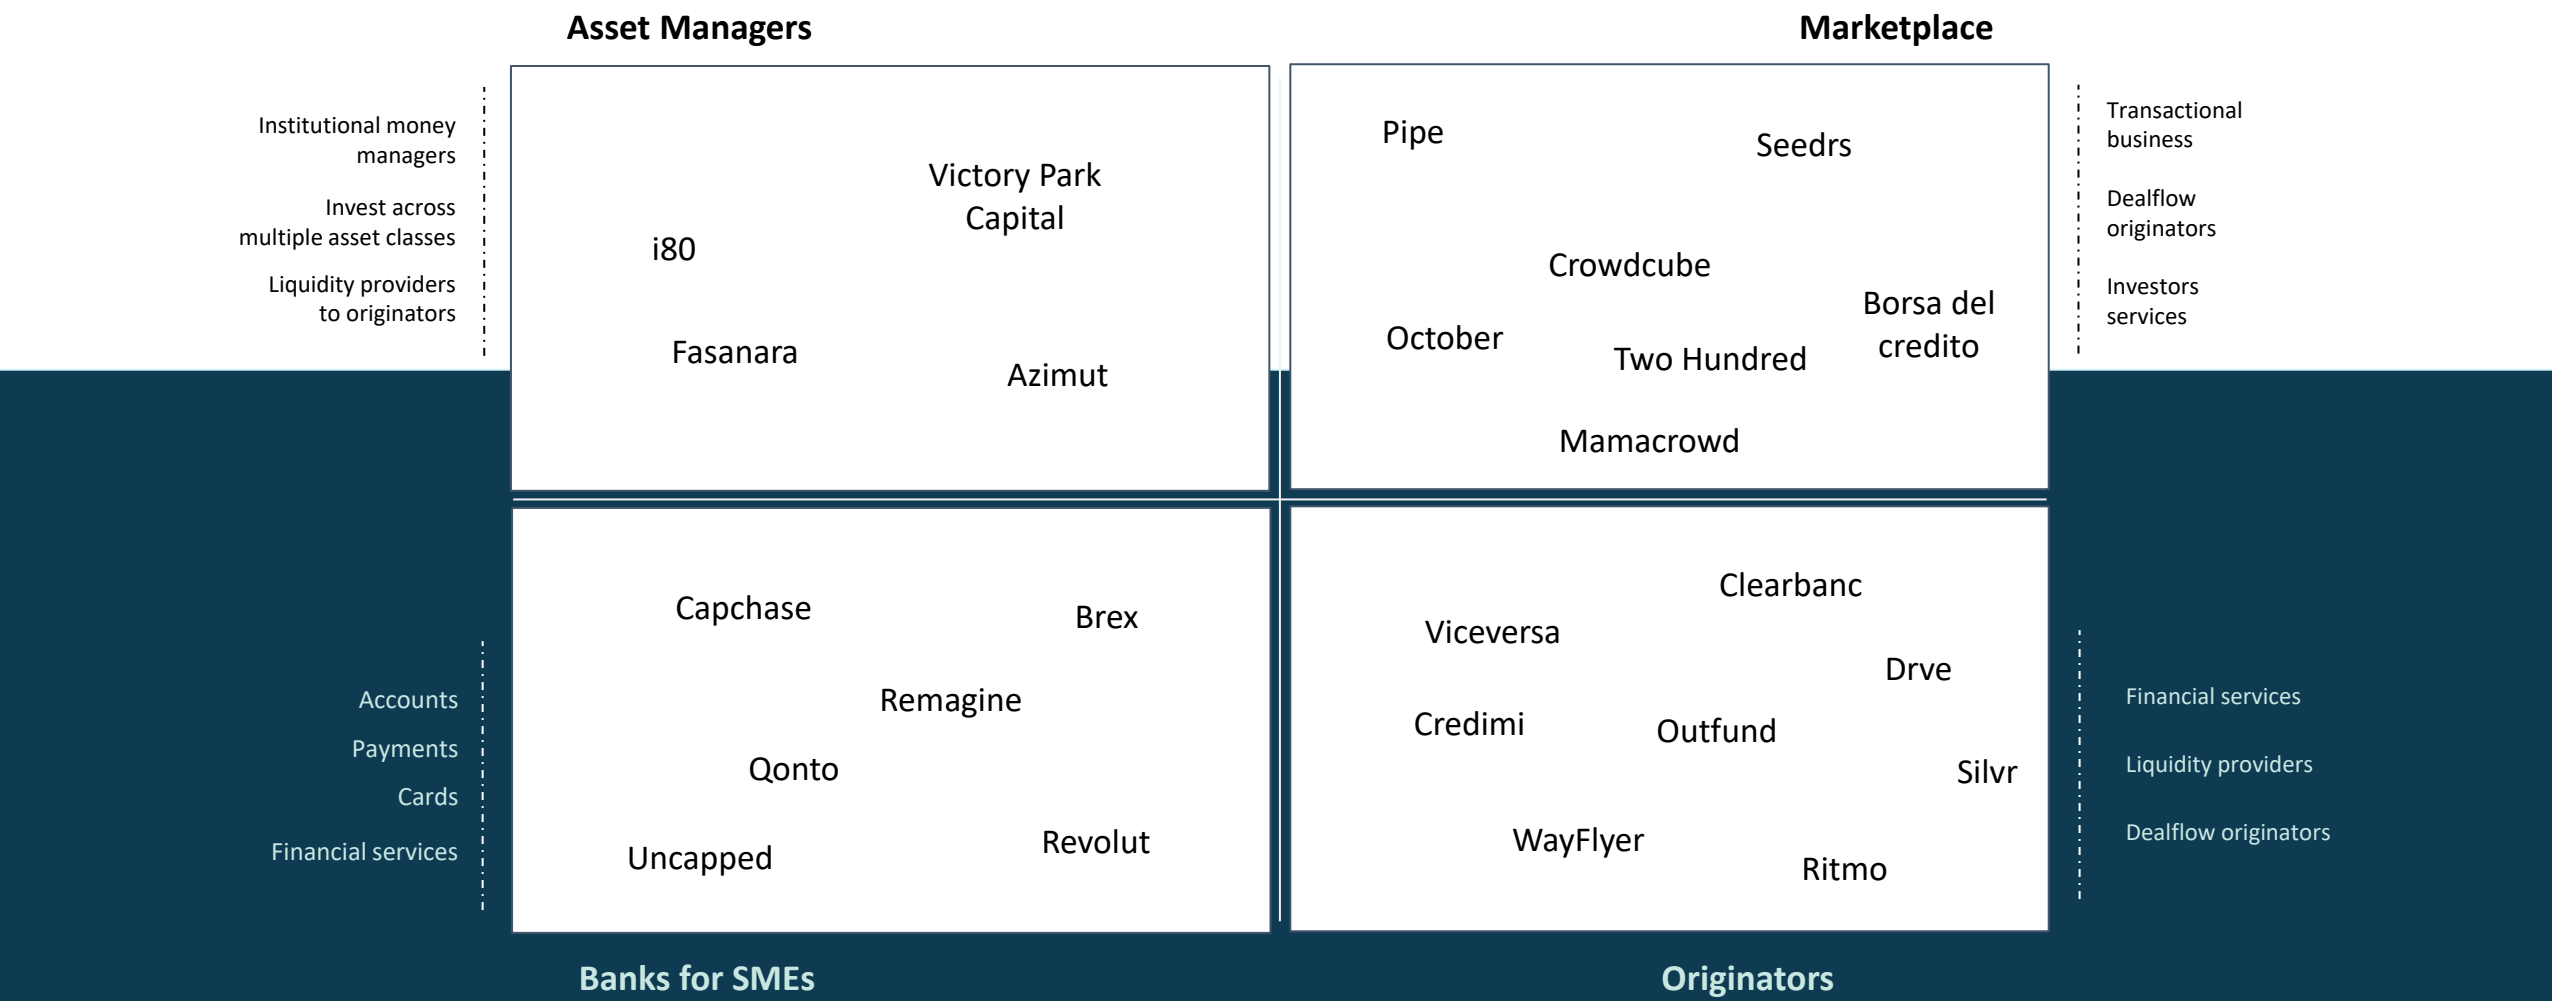 Asset Managers
Marketplace
Institutional money
managers
Invest across
multiple asset classes
Liquidity providers
to originators
Victory Park
Capital
i80
Fasanara
Azimut
Pipe
Seedrs
Crowdcube
Borsa del
credito
October
Two Hundred
Mamacrowd
Transactional
business
Dealflow
originators
Investors
services
Accounts
Payments
Cards
Financial services
Capchase
Brex
Remagine
Qonto
Uncapped
Revolut
Clearbanc
Viceversa
Drve
Credimi
Outfund
Silvr
WayFlyer
Ritmo
Financial services
Liquidity providers
Dealflow originators
Banks for SMEs
Originators